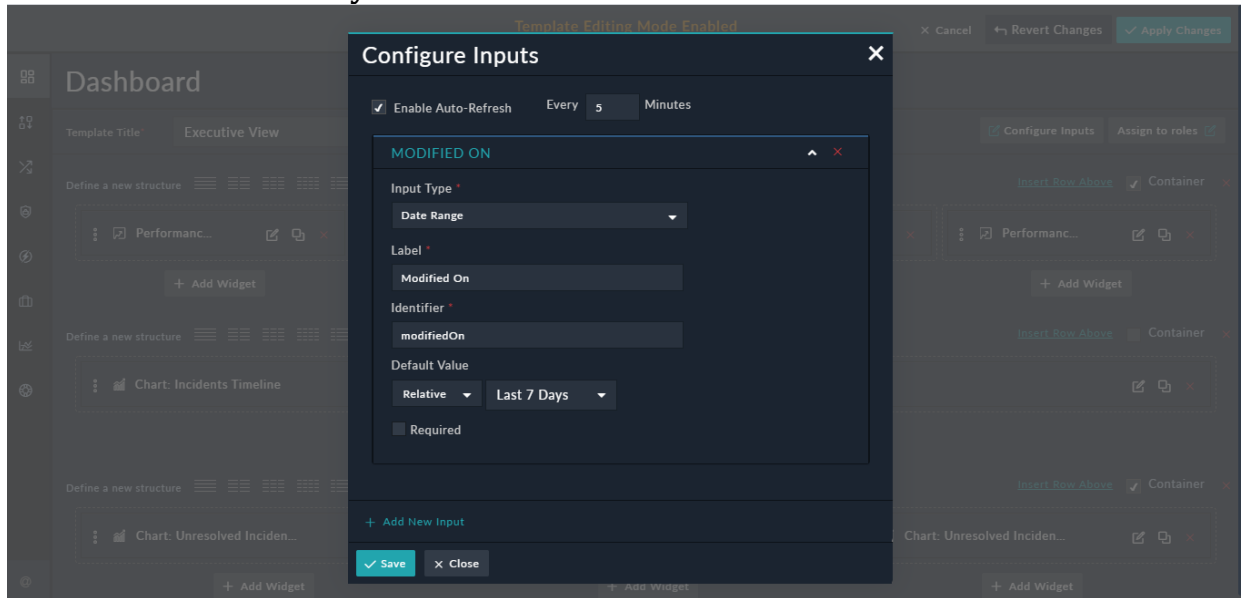 Template Editing Mode Enabled
Cancel
Revert Changes
Apply Changes
Configure Inputs
Dashboard
Enable Auto-Refresh Every 5 Minutes
Template Title
Executive View
Configure Inputs
Assign to roles
MODIFIED ON
Define a new structure
Insert Row Above
Container
Input Type *
Date Range
Performanc...
Performanc...
Label *
Modified On
+ Add Widget
+ Add Widget
Identifier *
modifiedOn
Define a new structure
Insert Row Above
Container
Default Value
Chart: Incidents Timeline
Relative
Last 7 Days
Required
Define a new structure
Insert Row Above
Container
+ Add New Input
Chart: Unresolved Inciden...
Chart: Unresolved Inciden...
Save
Close
+ Add Widget
+ Add Widget
+ Add Widget